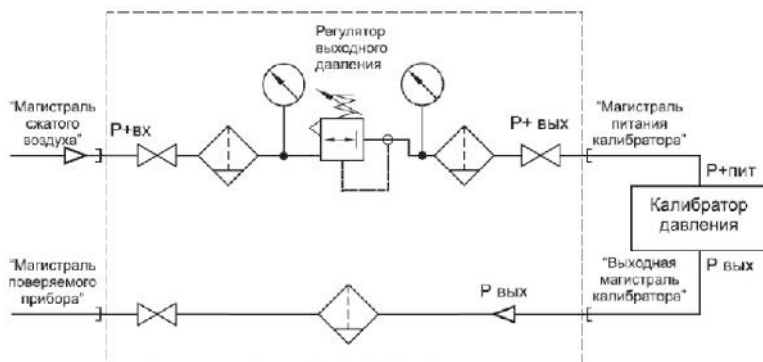 Регулятор
выходного
давления
"Магистраль
сжатого
воздуха"
P+вх
P+ вых
"Магистраль
питания
калибратора"
P+пит
Калибратор
давления
P вых
"Магистраль
поверяемого
прибора"
P вых
"Выходная
магистраль
калибратора"